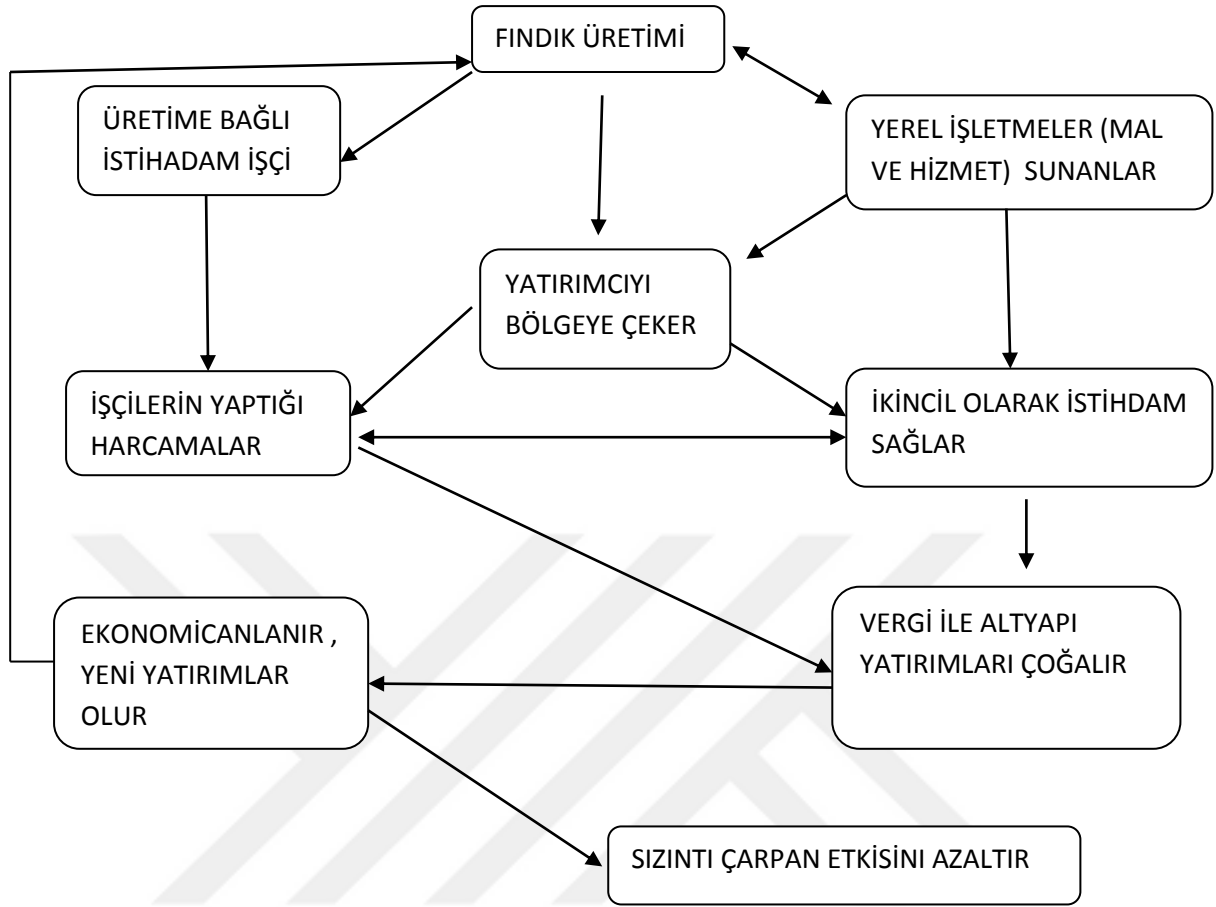 FINDIK ÜRETİMİ
ÜRETİME BAĞLI
İSTİHADAM İŞÇİ
YEREL İŞLETMELER (MAL
VE HİZMET) SUNANLAR
YATIRIMCIYI
BÖLGEYE ÇEKER
İŞÇİLERİN YAPTIĞI
HARCAMALAR
İKİNCİL OLARAK İSTİHDAM
SAĞLAR
EKONOMİCANLANIR ,
YENİ YATIRIMLAR
OLUR
VERGİ İLE ALTYAPI
YATIRIMLARI ÇOĞALIR
SIZINTI ÇARPAN ETKİSİNİ AZALTIR